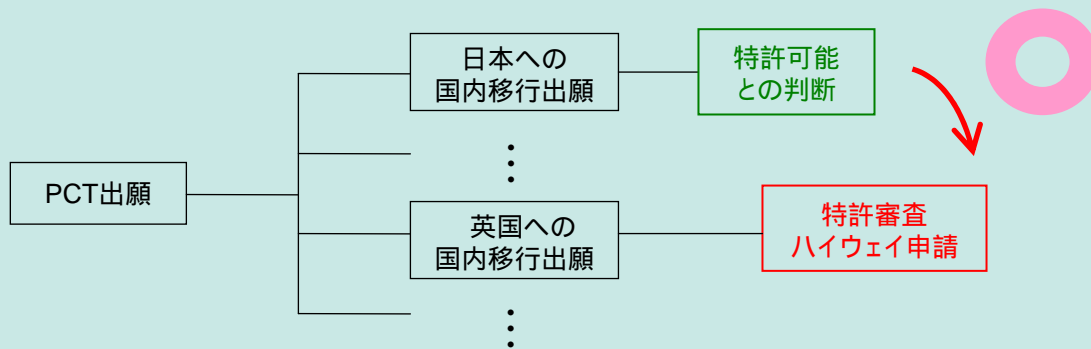 日本への
国内移行出願
特許可能
との判断
PCT出願
英国への
国内移行出願
特許審査
ハイウェイ申請